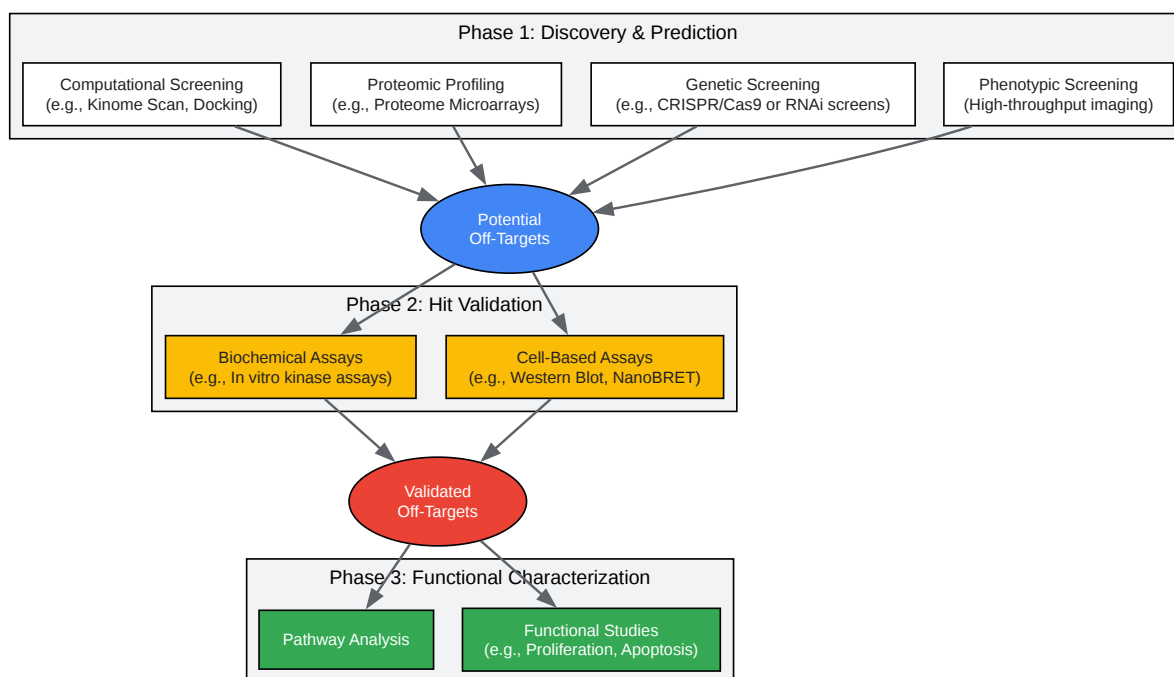 Phase 1: Discovery & Prediction
Computational Screening
(e.g., Kinome Scan, Docking)
Proteomic Profiling
(e.g., Proteome Microarrays)
Genetic Screening
(e.g., CRISPR/Cas9 or RNAi screens)
Phenotypic Screening
(High-throughput imaging)
Potential
Off-Targets
Phase 2: Hit Validation
Biochemical Assays
(e.g., In vitro kinase assays)
Cell-Based Assays
(e.g., Western Blot, NanoBRET)
Validated
Off-Targets
Phase 3: Functional Characterization
Pathway Analysis
Functional Studies
(e.g., Proliferation, Apoptosis)